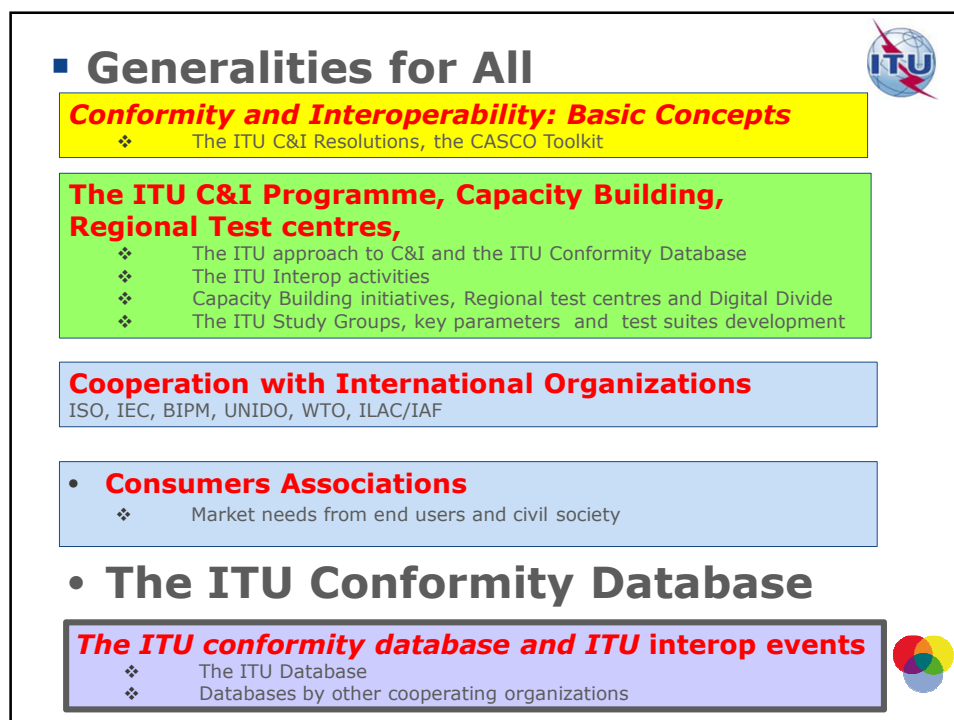 ▪ Generalities for All
ITU
Conformity and Interoperability: Basic Concepts
❖ The ITU C&I Resolutions, the CASCO Toolkit
The ITU C&I Programme, Capacity Building,
Regional Test centres,
❖ The ITU approach to C&I and the ITU Conformity Database
❖ The ITU Interop activities
❖ Capacity Building initiatives, Regional test centres and Digital Divide
❖ The ITU Study Groups, key parameters and test suites development
Cooperation with International Organizations
ISO, IEC, BIPM, UNIDO, WTO, ILAC/IAF
• Consumers Associations
❖ Market needs from end users and civil society
• The ITU Conformity Database
The ITU conformity database and ITU interop events
❖ The ITU Database
❖ Databases by other cooperating organizations